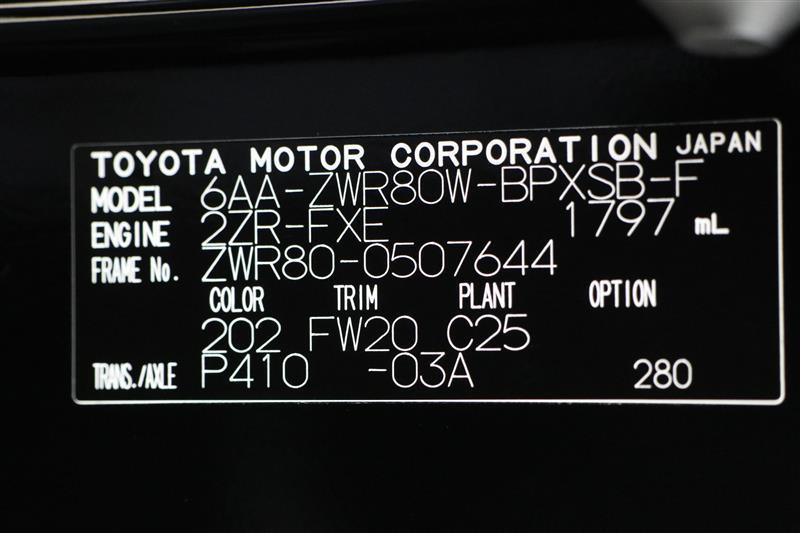 TOYOTA MOTOR CORPORATION JAPAN
MODEL 6AA-ZWR80W-BPXSB-F
ENGINE 2ZR-FXE 1797 mL
FRAME No. ZWR80-0507644
COLOR TRIM PLANT OPTION
202 FW20 C25
TRANS./AXLE P410 -03A 280